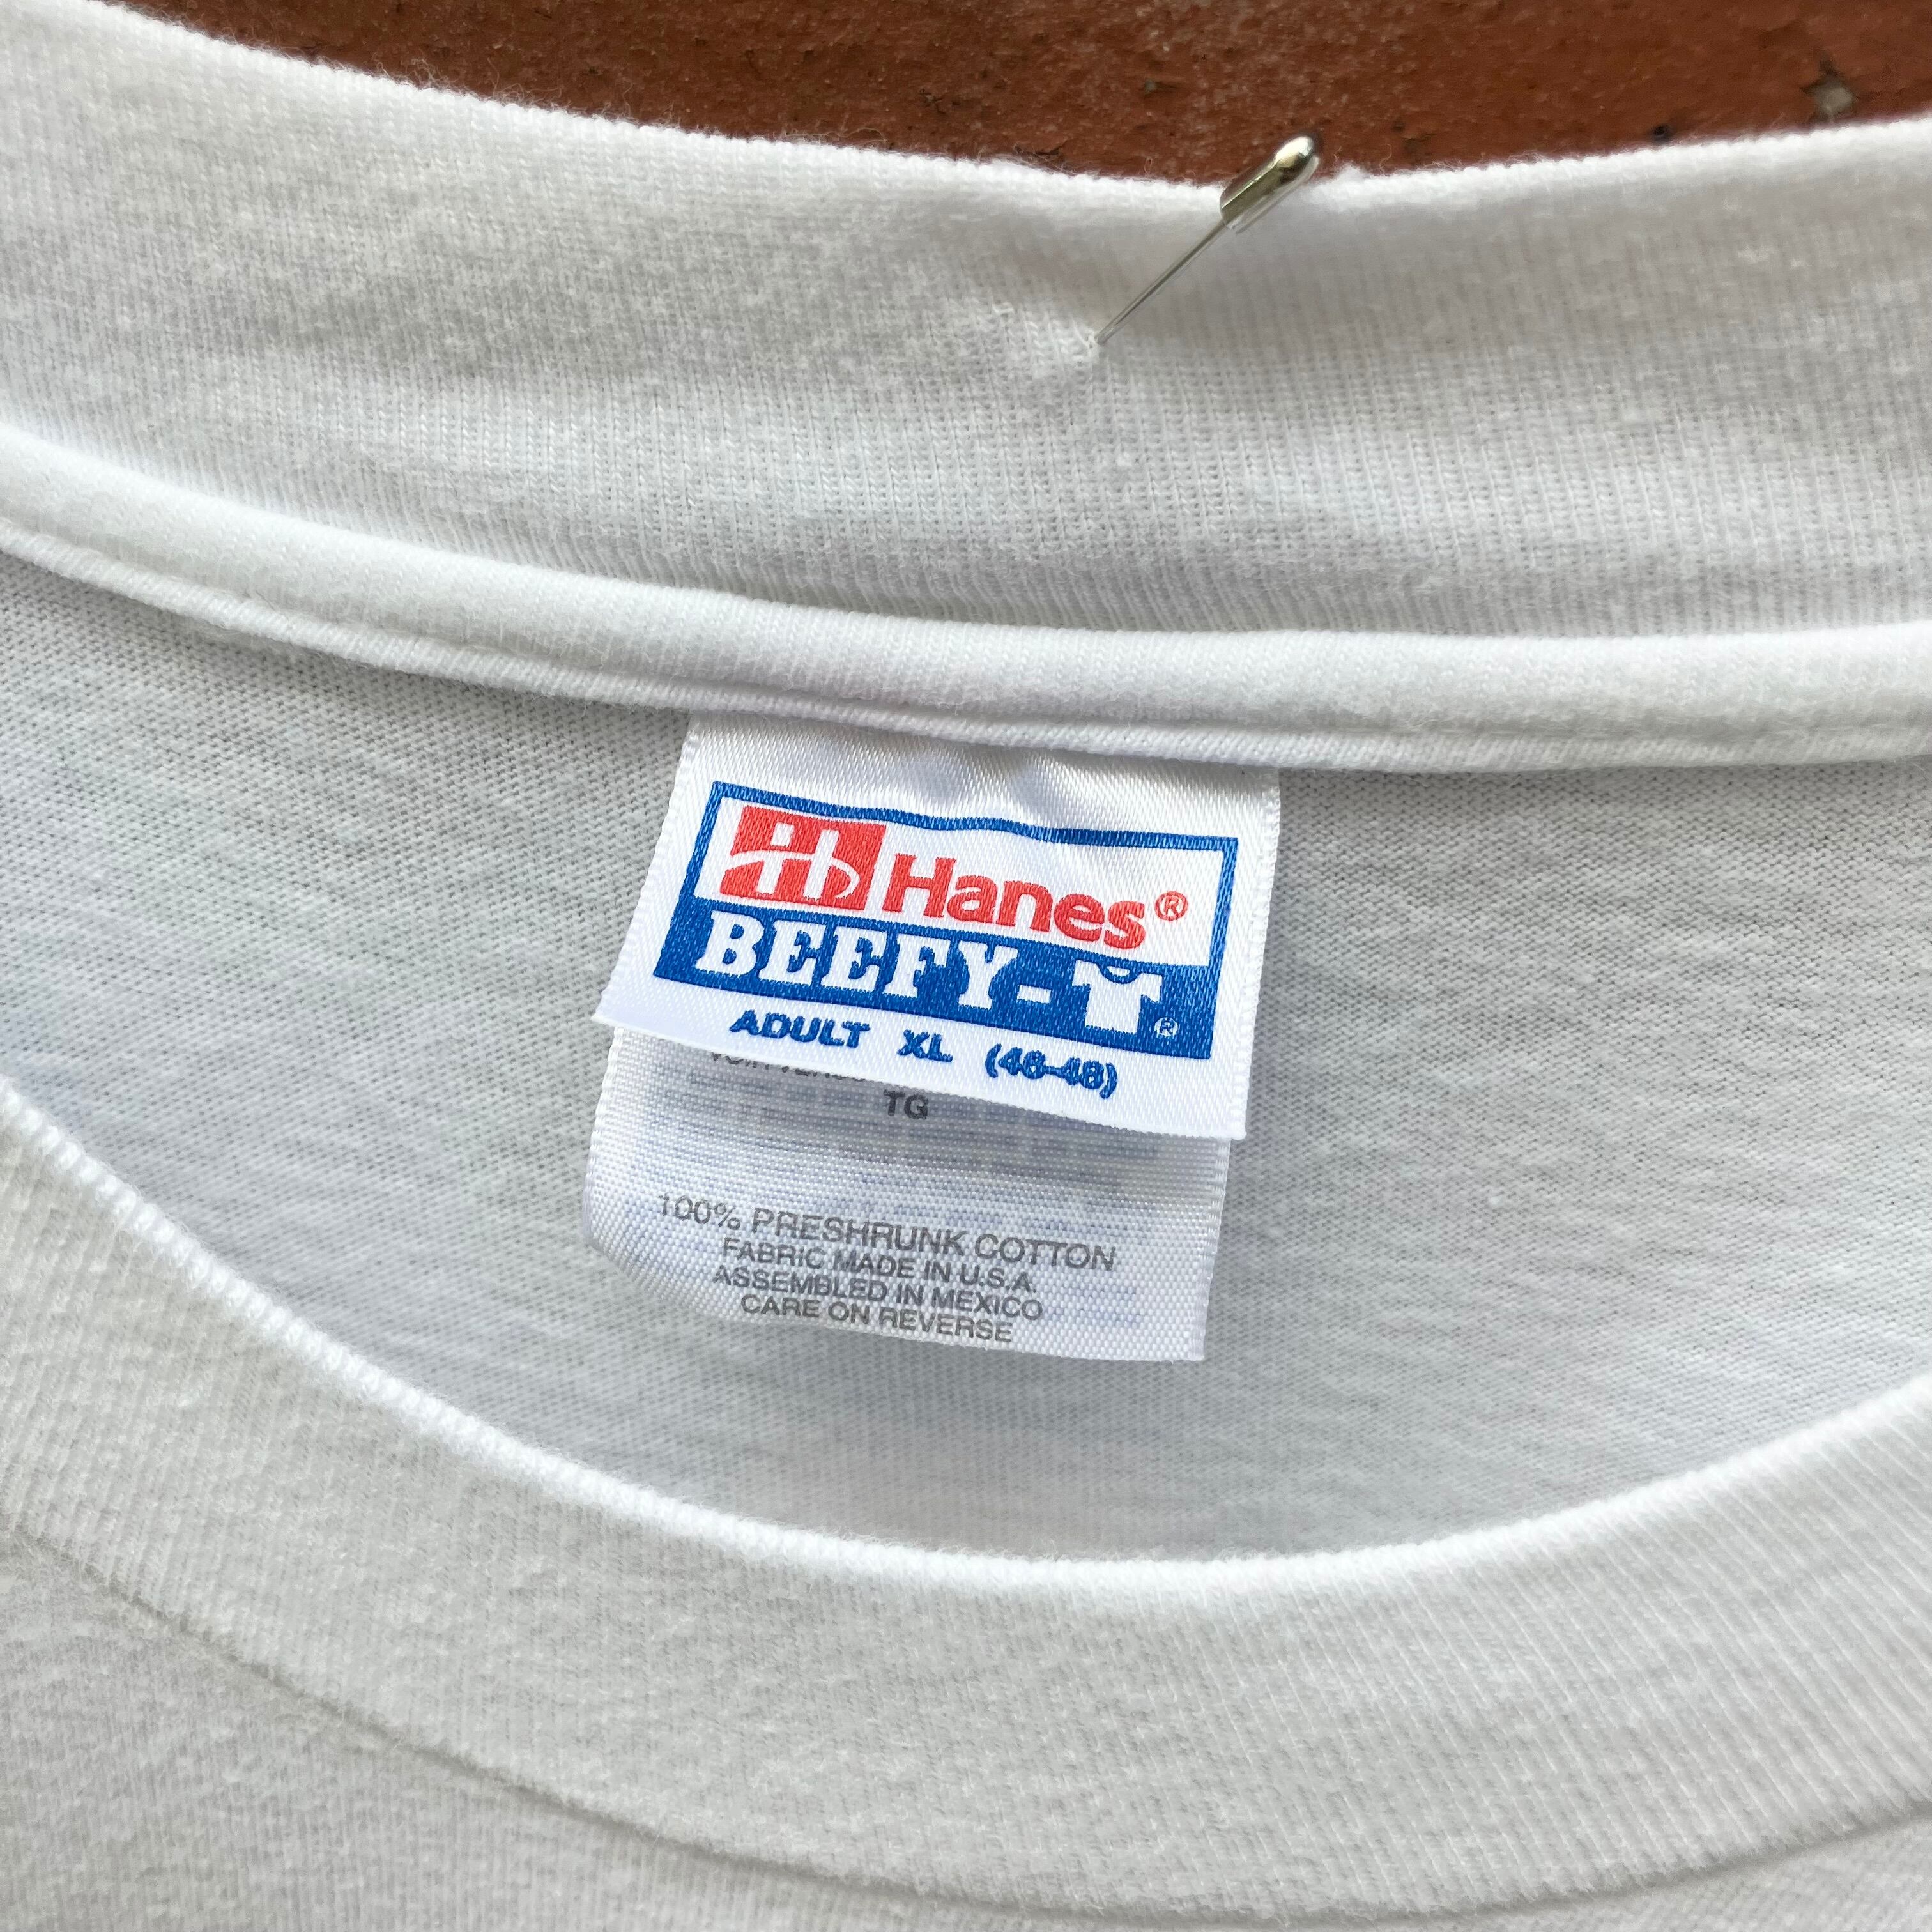 Hanes®
BEEFY-T®
ADULT XL (46-48)
TG
100% PRESHRUNK COTTON
FABRIC MADE IN U.S.A.
ASSEMBLED IN MEXICO
CARE ON REVERSE